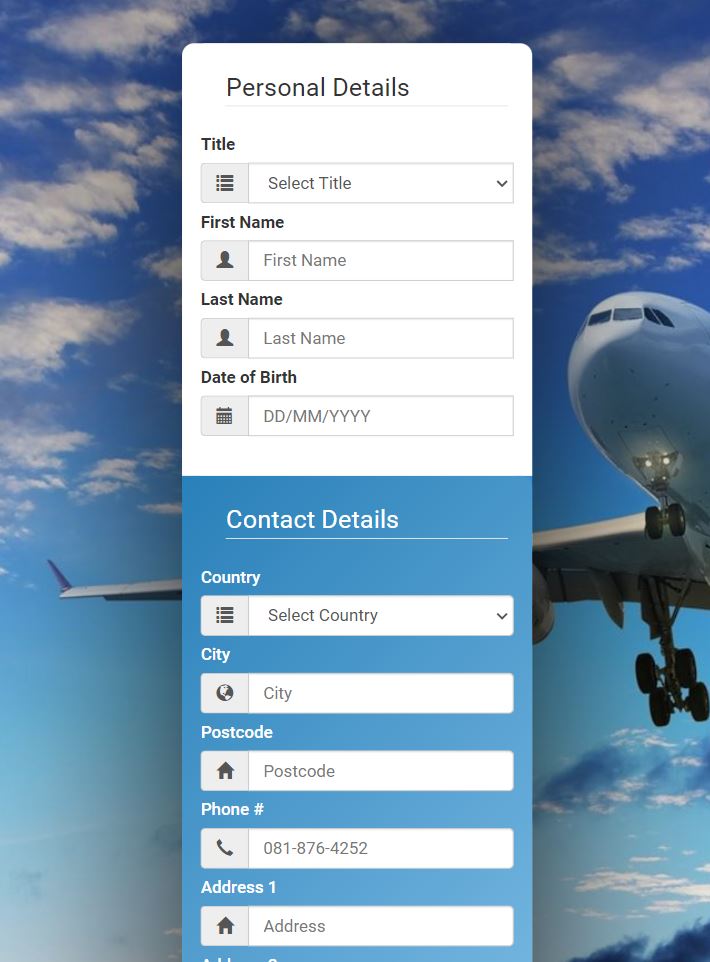 Personal Details
Title
Select Title
First Name
First Name
Last Name
Last Name
Date of Birth
DD/MM/YYYY
Contact Details
Country
Select Country
City
City
Postcode
Postcode
Phone #
081-876-4252
Address 1
Address